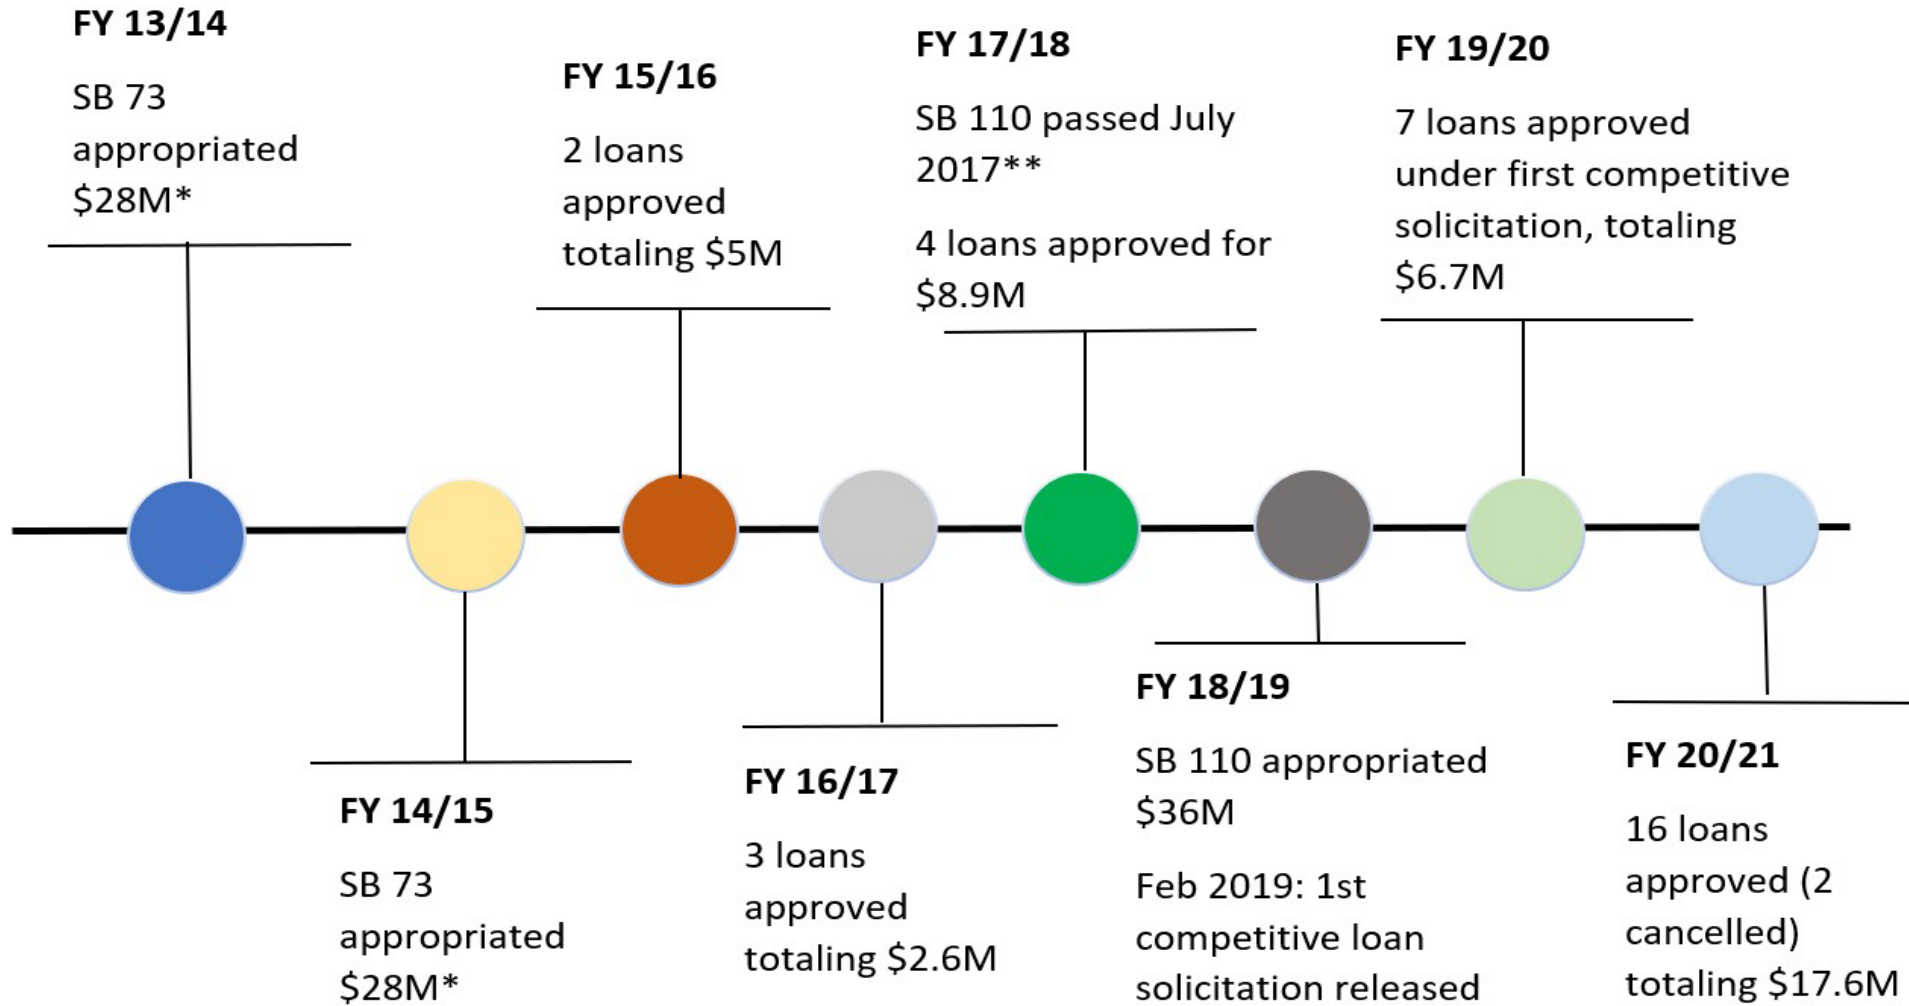 FY 13/14
SB 73
appropriated
$28M*
FY 14/15
SB 73
appropriated
$28M*
FY 15/16
2 loans
approved
totaling $5M
FY 16/17
3 loans
approved
totaling $2.6M
FY 17/18
SB 110 passed July
2017**
4 loans approved for
$8.9M
FY 18/19
SB 110 appropriated
$36M
Feb 2019: 1st
competitive loan
solicitation released
FY 19/20
7 loans approved
under first competitive
solicitation, totaling
$6.7M
FY 20/21
16 loans
approved (2
cancelled)
totaling $17.6M